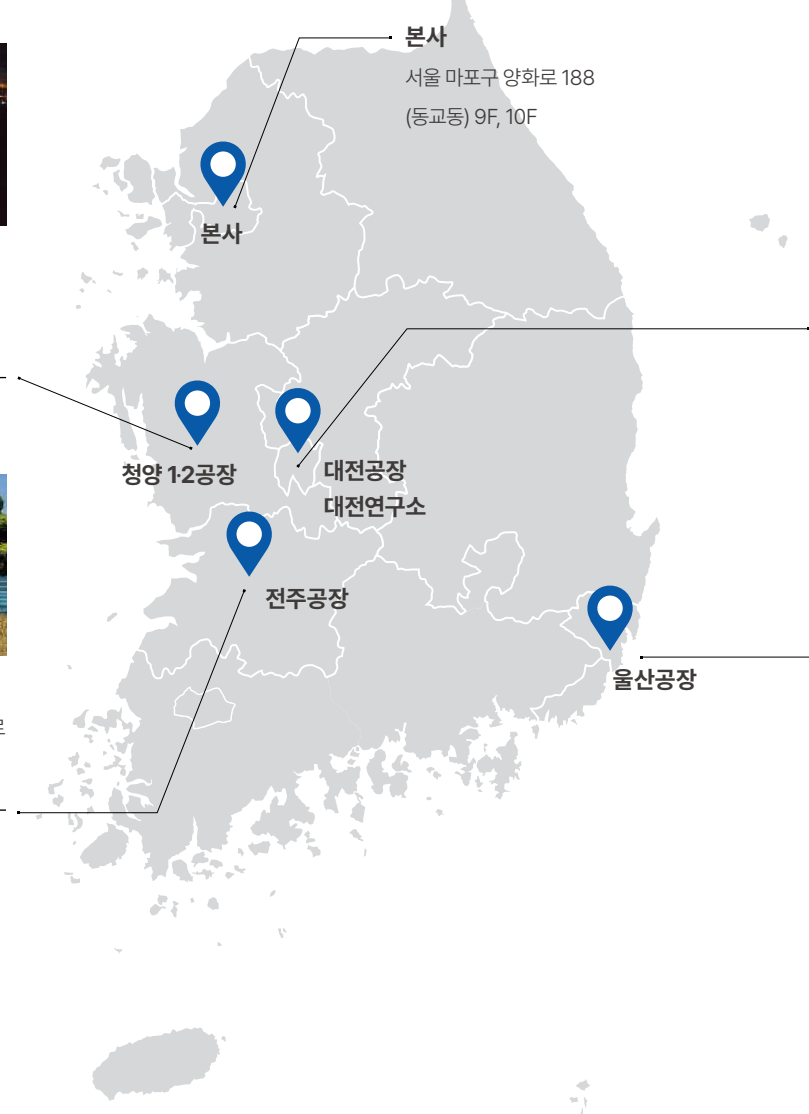 본사
서울 마포구 양화로 188
(동교동) 9F, 10F
본사
청양 1·2공장
대전공장
대전연구소
전주공장
울산공장